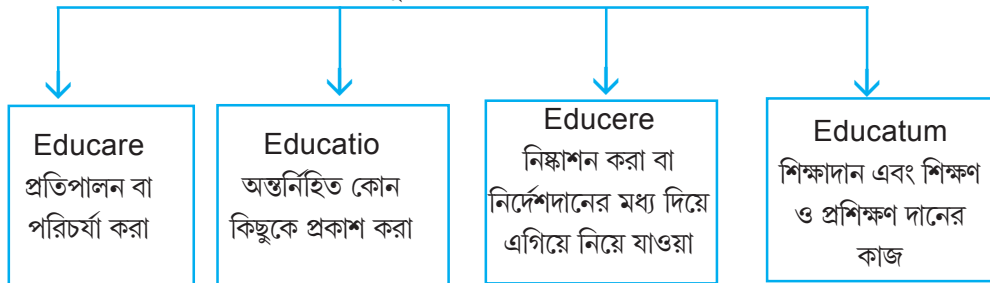 Educare
প্রতিপালন বা
পরিচর্যা করা
Educatio
অন্তর্নিহিত কোন
কিছুকে প্রকাশ করা
Educere
নিষ্কাশন করা বা
নির্দেশদানের মধ্য দিয়ে
এগিয়ে নিয়ে যাওয়া
Educatum
শিক্ষাদান এবং শিক্ষণ
ও প্রশিক্ষণ দানের
কাজ